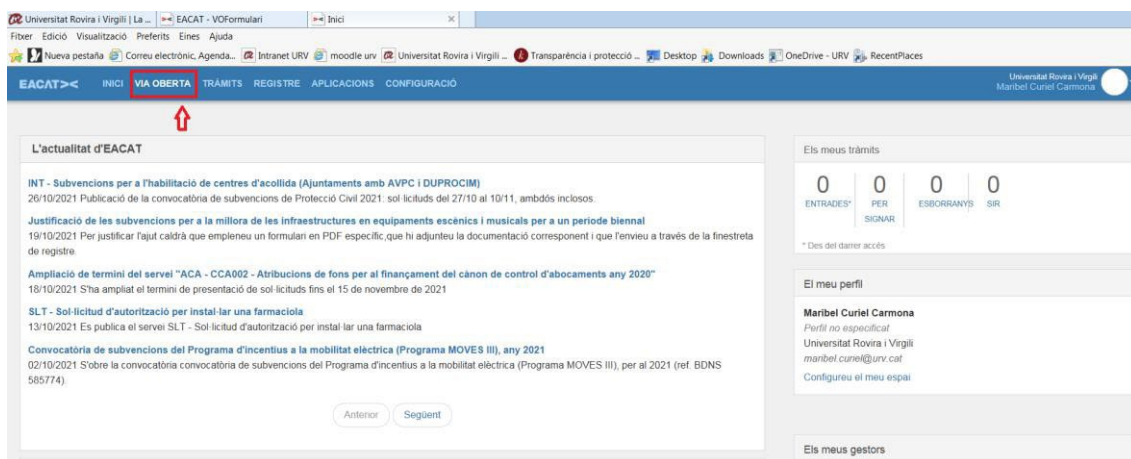 Universitat Rovira i Virgili | La ... EACAT - VOFormulari Inici
Fitxer Edició Visualització Preferits Eines Ajuda
Nueva pestaña Correu electrònic, Agenda... Intranet URV moodle urv Universitat Rovira i Virgili ... Transparència i protecció ... Desktop Downloads OneDrive - URV RecentPlaces
EACAT>< INICI VIA OBERTA TRÀMITS REGISTRE APLICACIONS CONFIGURACIÓ
Universitat Rovira i Virgili
Maribel Curiel Carmona
L'actualitat d'EACAT
INT - Subvencions per a l'habilitació de centres d'acollida (Ajuntaments amb AVPC i DUPROCIM)
26/10/2021 Publicació de la convocatòria de subvencions de Protecció Civil 2021: sol·licituds del 27/10 al 10/11, ambdós inclosos.
Justificació de les subvencions per a la millora de les infraestructures en equipaments escènics i musicals per a un període biennal
19/10/2021 Per justificar l'ajut caldrà que empleneu un formulari en PDF específic,que hi adjunteu la documentació corresponent i que l'envieu a través de la finestreta
de registre.
Ampliació de termini del servei "ACA - CCA002 - Atribucions de fons per al finançament del cànon de control d'abocaments any 2020"
18/10/2021 S'ha ampliat el termini de presentació de sol·licituds fins el 15 de novembre de 2021
SLT - Sol·licitud d'autorització per instal·lar una farmaciola
13/10/2021 Es publica el servei SLT - Sol·licitud d'autorització per instal·lar una farmaciola
Convocatòria de subvencions del Programa d'incentius a la mobilitat elèctrica (Programa MOVES III), any 2021
02/10/2021 S'obre la convocatòria convocatòria de subvencions del Programa d'incentius a la mobilitat elèctrica (Programa MOVES III), per al 2021 (ref. BDNS
585774).
Anterior Següent
Els meus tràmits
0 0 0 0
ENTRADES* PER ESBORRANYS SIR
SIGNAR
* Des del darrer accés
El meu perfil
Maribel Curiel Carmona
Perfil no especificat
Universitat Rovira i Virgili
maribel.curiel@urv.cat
Configureu el meu espai
Els meus gestors